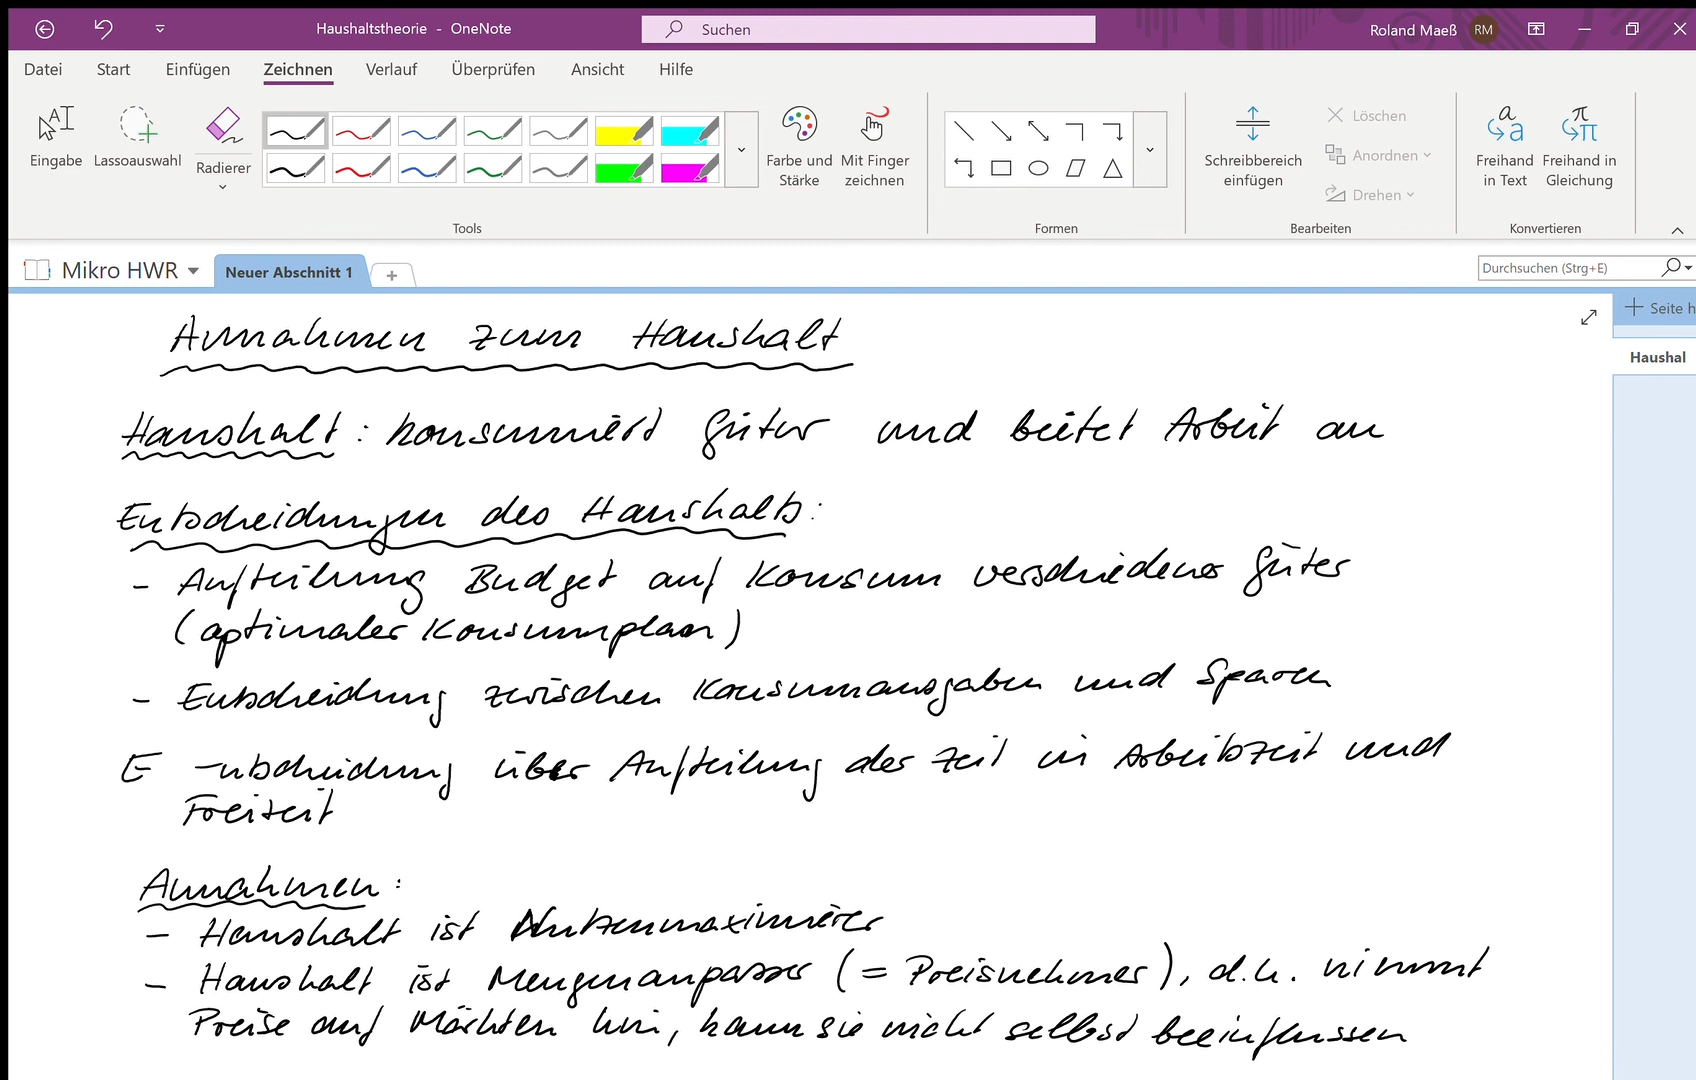 Haushaltstheorie - OneNote
Suchen
Roland Maeß RM
Datei Start Einfügen Zeichnen Verlauf Überprüfen Ansicht Hilfe
Eingabe
Lassoauswahl
Radierer
Farbe und Stärke
Mit Finger zeichnen
Tools
Formen
Schreibbereich einfügen
Löschen
Anordnen
Drehen
Bearbeiten
Freihand in Text
Freihand in Gleichung
Konvertieren
Mikro HWR
Neuer Abschnitt 1
Durchsuchen (Strg+E)
Seite h
Haushal
Annahmen zum Haushalt
Haushalt: konsumiert Güter und bietet Arbeit an
Entscheidungen des Haushalts:
- Aufteilung Budget auf Konsum verschiedener Güter
(optimaler Konsumplan)
- Entscheidung zwischen Konsumausgaben und Sparen
E -ntscheidung über Aufteilung der Zeit in Arbeitszeit und
Freizeit
Annahmen:
- Haushalt ist Nutzenmaximierer
- Haushalt ist Mengenanpasser (= Preisnehmer), d.h. nimmt
Preise auf Märkten hin, kann sie nicht selbst beeinflussen